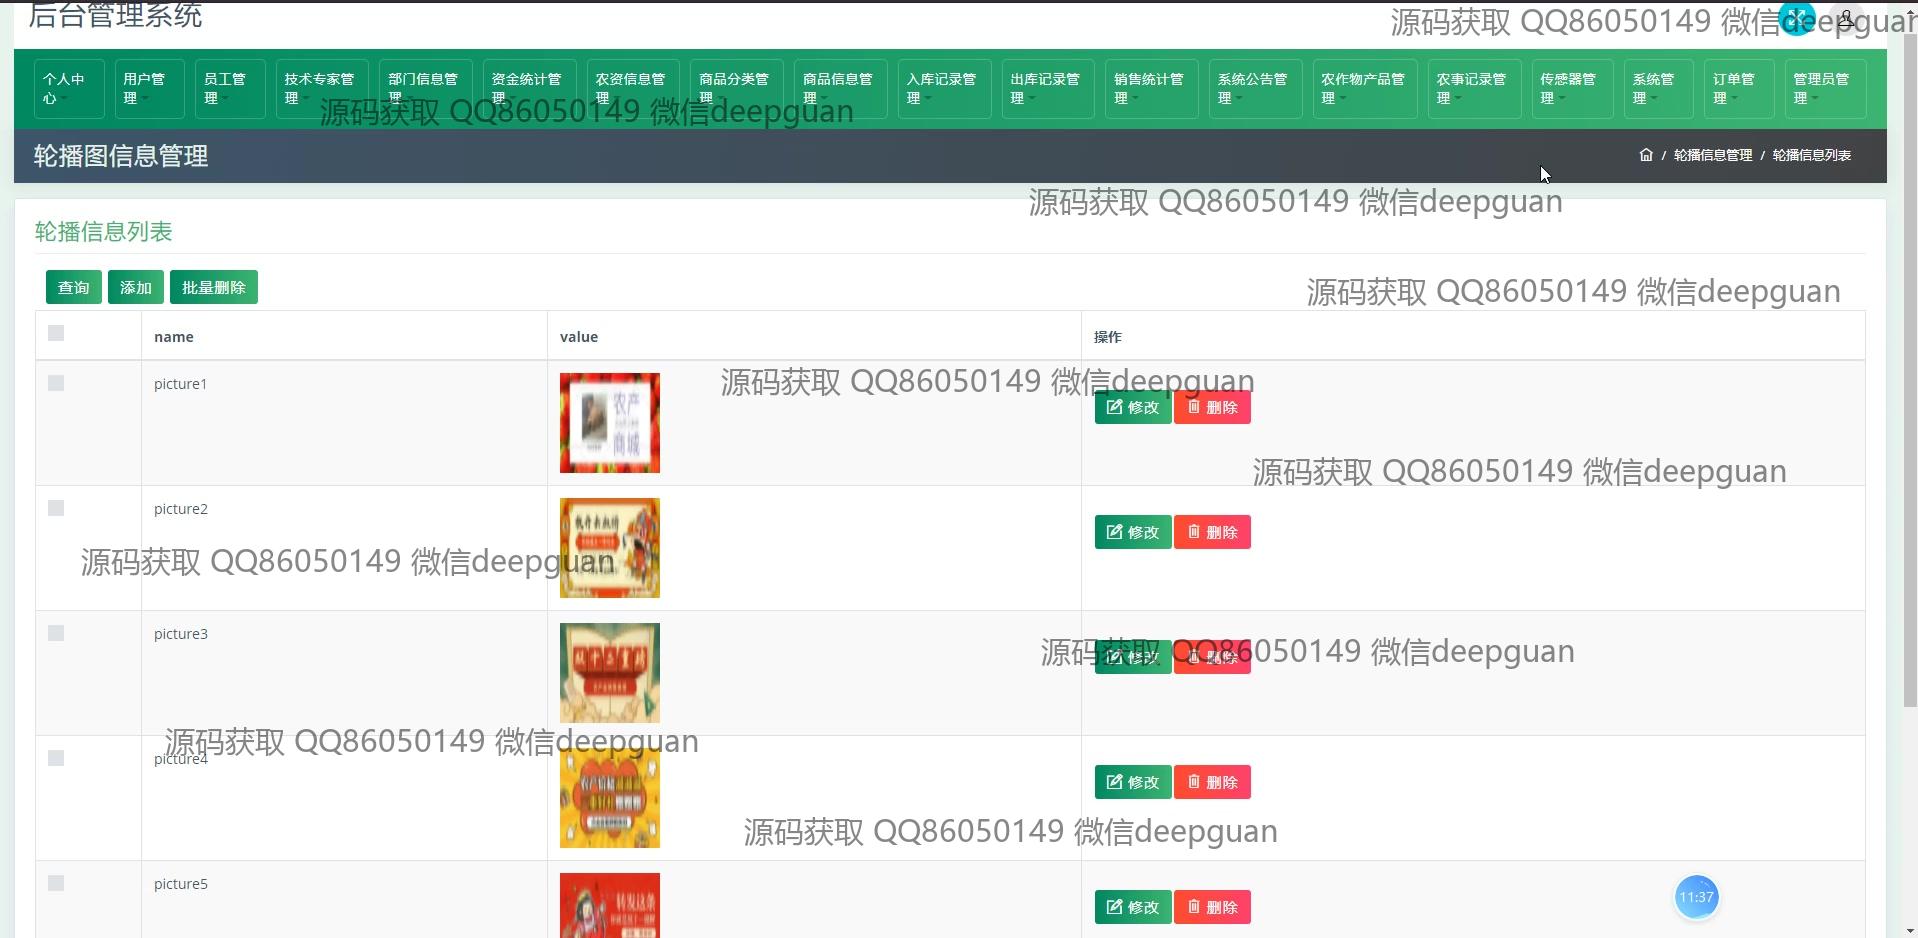 后台管理系统
源码获取 QQ86050149 微信deepguan
个人中心
用户管理
员工管理
技术专家管理
部门信息管理
资金统计管理
农资信息管理
商品分类管理
商品信息管理
入库记录管理
出库记录管理
销售统计管理
系统公告管理
农作物产品管理
农事记录管理
传感器管理
系统管理
订单管理
管理员管理
源码获取 QQ86050149 微信deepguan
轮播图信息管理
/ 轮播信息管理 / 轮播信息列表
源码获取 QQ86050149 微信deepguan
轮播信息列表
查询 添加 批量删除
源码获取 QQ86050149 微信deepguan
name value 操作
picture1
农产
商城
源码获取 QQ86050149 微信deepguan
修改 删除
源码获取 QQ86050149 微信deepguan
picture2
修改 删除
源码获取 QQ86050149 微信deepguan
picture3
源码获取 QQ86050149 微信deepguan
修改 删除
源码获取 QQ86050149 微信deepguan
picture4
修改 删除
源码获取 QQ86050149 微信deepguan
picture5
转发这条
修改 删除
11:37